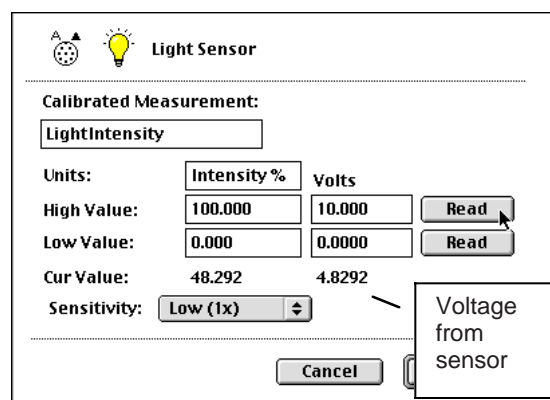 A
Light Sensor
Calibrated Measurement:
LightIntensity
Units: Intensity % Volts
High Value: 100.000 10.000 Read
Low Value: 0.000 0.0000 Read
Cur Value: 48.292 4.8292
Sensitivity: Low (1x)
Voltage
from
sensor
Cancel